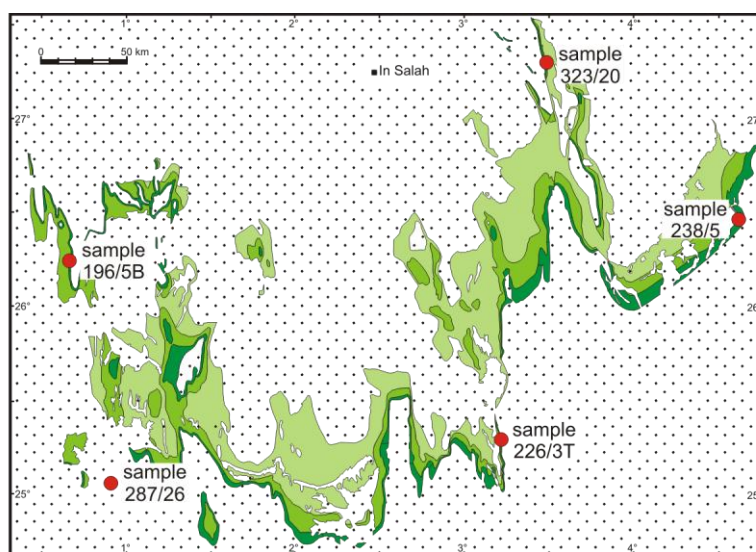 1° 2° 3° 4°
0 50 km
In Salah
sample
323/20
27° 27
sample
238/5
sample
196/5B
26° 26
sample
226/3T
sample
287/26
25° 25
1° 2° 3° 4°